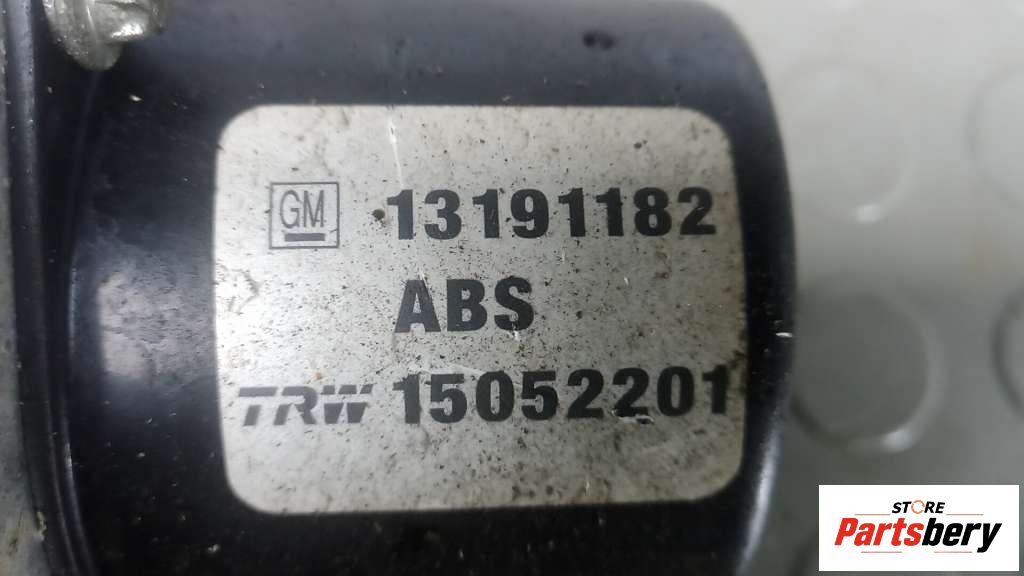 GM 13191182
ABS
TRW 15052201
STORE
Partsbery